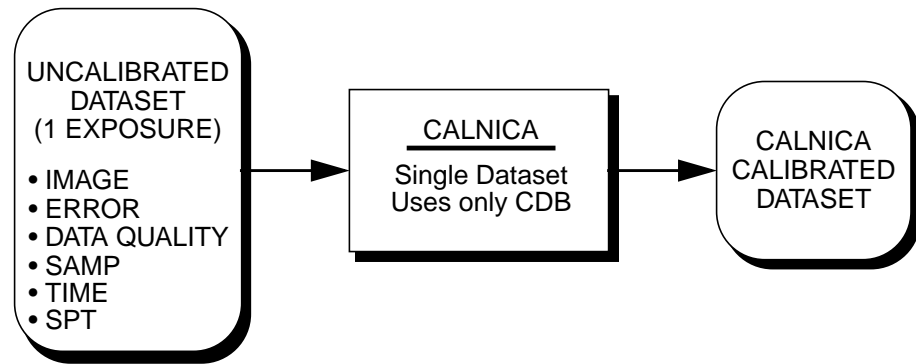 UNCALIBRATED
DATASET
(1 EXPOSURE)
• IMAGE
• ERROR
• DATA QUALITY
• SAMP
• TIME
• SPT
CALNICA
Single Dataset
Uses only CDB
CALNICA
CALIBRATED
DATASET